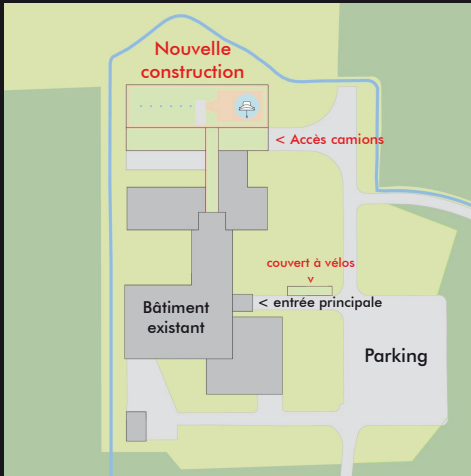 Nouvelle
construction
< Accès camions
couvert à vélos
v
< entrée principale
Bâtiment
existant
Parking